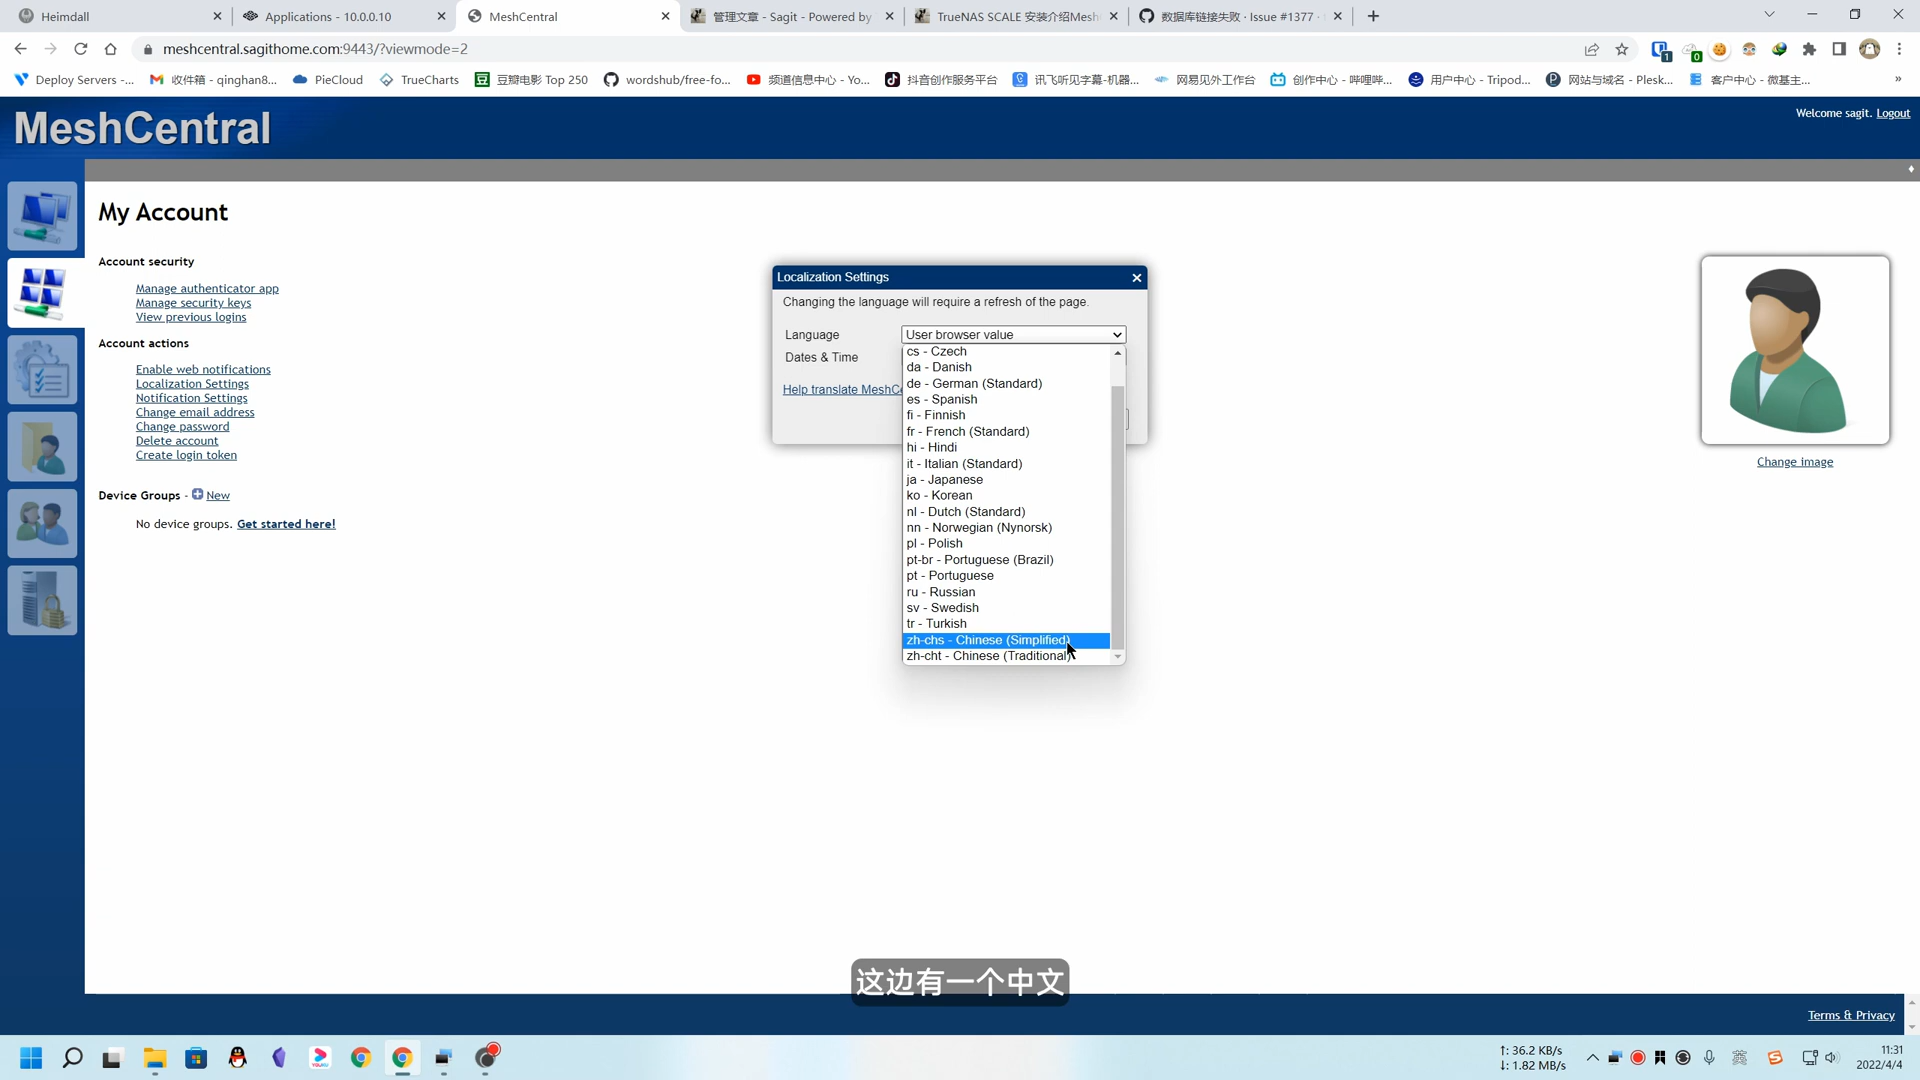 Heimdall
Applications - 10.0.0.10
MeshCentral
管理文章 - Sagit - Powered by
TrueNAS SCALE 安装介绍Mesh
数据库链接失败 · Issue #1377 ·
meshcentral.sagithome.com:9443/?viewmode=2
Deploy Servers -...
收件箱 - qinghan8...
PieCloud
TrueCharts
豆瓣电影 Top 250
wordshub/free-fo...
频道信息中心 - Yo...
抖音创作服务平台
讯飞听见字幕-机器...
网易见外工作台
创作中心 - 哔哩哔...
用户中心 - Tripod...
网站与域名 - Plesk...
客户中心 - 微基主...
»
MeshCentral
Welcome sagit. Logout
My Account
Account security
Manage authenticator app
Manage security keys
View previous logins
Account actions
Enable web notifications
Localization Settings
Notification Settings
Change email address
Change password
Delete account
Create login token
Device Groups - New
No device groups. Get started here!
Localization Settings
Changing the language will require a refresh of the page.
Language
User browser value
Dates & Time
Help translate MeshCe
cs - Czech
da - Danish
de - German (Standard)
es - Spanish
fi - Finnish
fr - French (Standard)
hi - Hindi
it - Italian (Standard)
ja - Japanese
ko - Korean
nl - Dutch (Standard)
nn - Norwegian (Nynorsk)
pl - Polish
pt-br - Portuguese (Brazil)
pt - Portuguese
ru - Russian
sv - Swedish
tr - Turkish
zh-chs - Chinese (Simplified)
zh-cht - Chinese (Traditional)
Change image
这边有一个中文
Terms & Privacy
↑: 36.2 KB/s
↓: 1.82 MB/s
英
11:31
2022/4/4